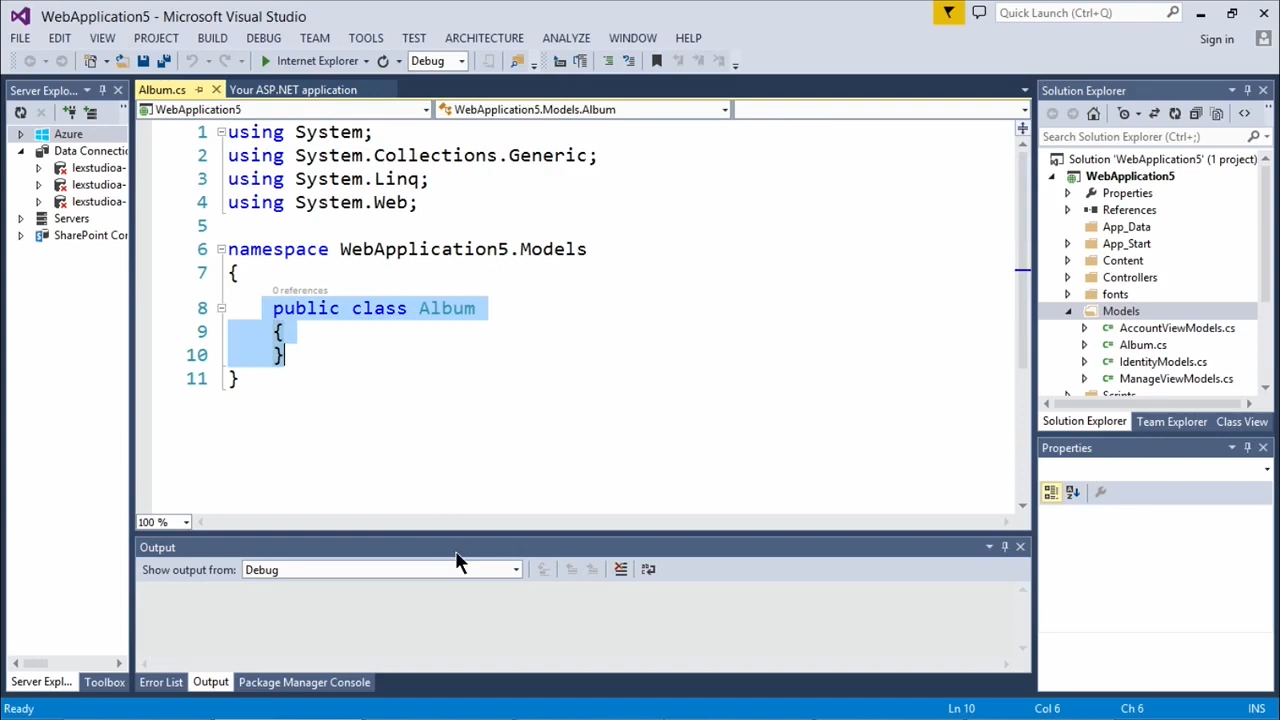 WebApplication5 - Microsoft Visual Studio
Quick Launch (Ctrl+Q)
FILE EDIT VIEW PROJECT BUILD DEBUG TEAM TOOLS TEST ARCHITECTURE ANALYZE WINDOW HELP
Sign in
Internet Explorer
Debug
Server Explo...
Azure
Data Connectic
lexstudioa-
lexstudioa-
lexstudioa-
Servers
SharePoint Cor
Server Expl...
Toolbox
Album.cs
Your ASP.NET application
WebApplication5
WebApplication5.Models.Album
1 using System;
2 using System.Collections.Generic;
3 using System.Linq;
4 using System.Web;
5
6 namespace WebApplication5.Models
7 {
0 references
8 public class Album
9 {
10 }
11 }
100 %
Output
Show output from: Debug
Error List
Output
Package Manager Console
Solution Explorer
Search Solution Explorer (Ctrl+;)
Solution 'WebApplication5' (1 project)
WebApplication5
Properties
References
App_Data
App_Start
Content
Controllers
fonts
Models
AccountViewModels.cs
Album.cs
IdentityModels.cs
ManageViewModels.cs
Scripts
Solution Explorer
Team Explorer
Class View
Properties
Ready
Ln 10
Col 6
Ch 6
INS